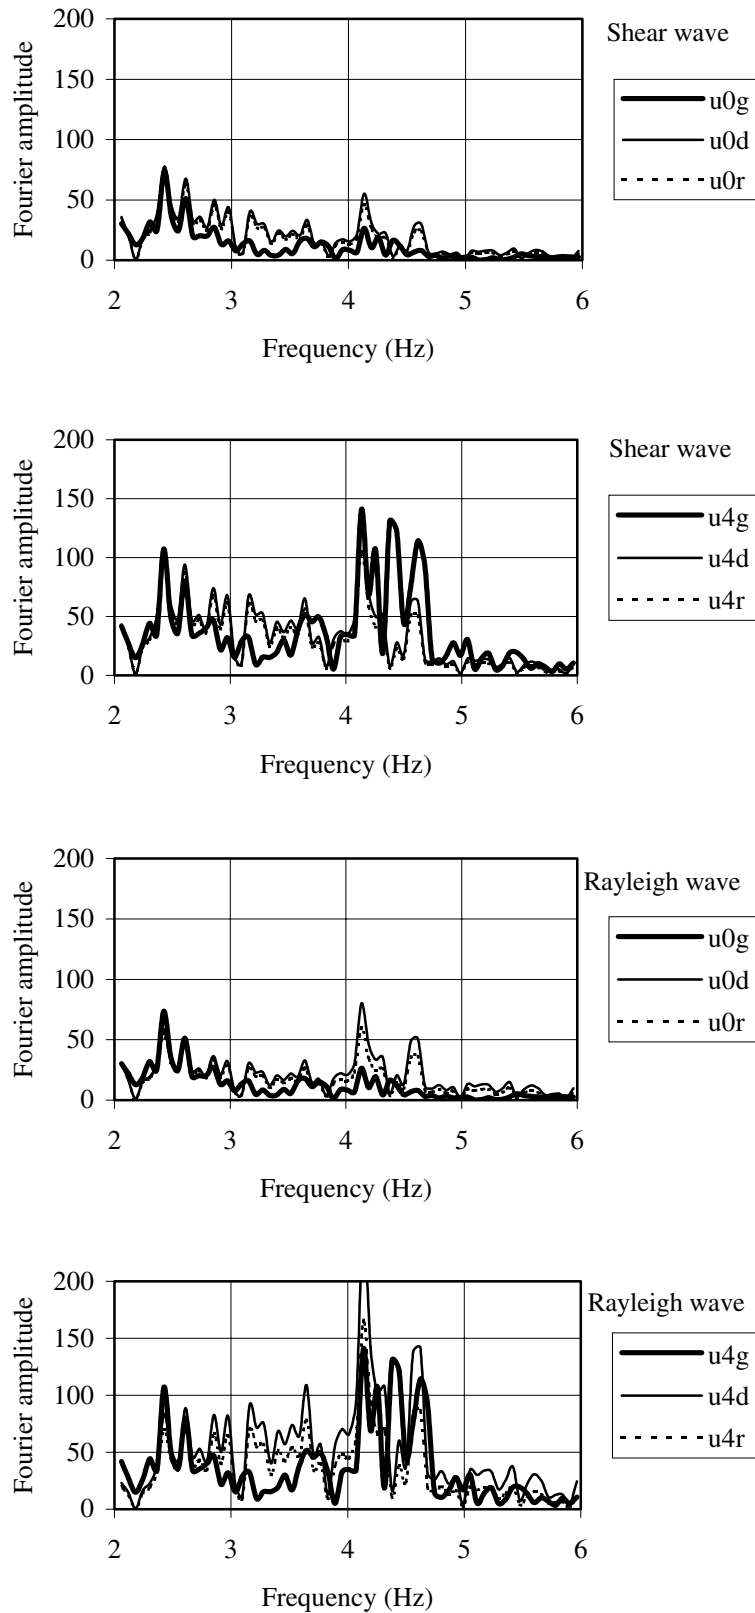 Shear wave
200
150
100
50
0
Fourier amplitude
2 3 4 5 6
Frequency (Hz)
u0g
u0d
u0r
Shear wave
200
150
100
50
0
Fourier amplitude
2 3 4 5 6
Frequency (Hz)
u4g
u4d
u4r
Rayleigh wave
200
150
100
50
0
Fourier amplitude
2 3 4 5 6
Frequency (Hz)
u0g
u0d
u0r
Rayleigh wave
200
150
100
50
0
Fourier amplitude
2 3 4 5 6
Frequency (Hz)
u4g
u4d
u4r